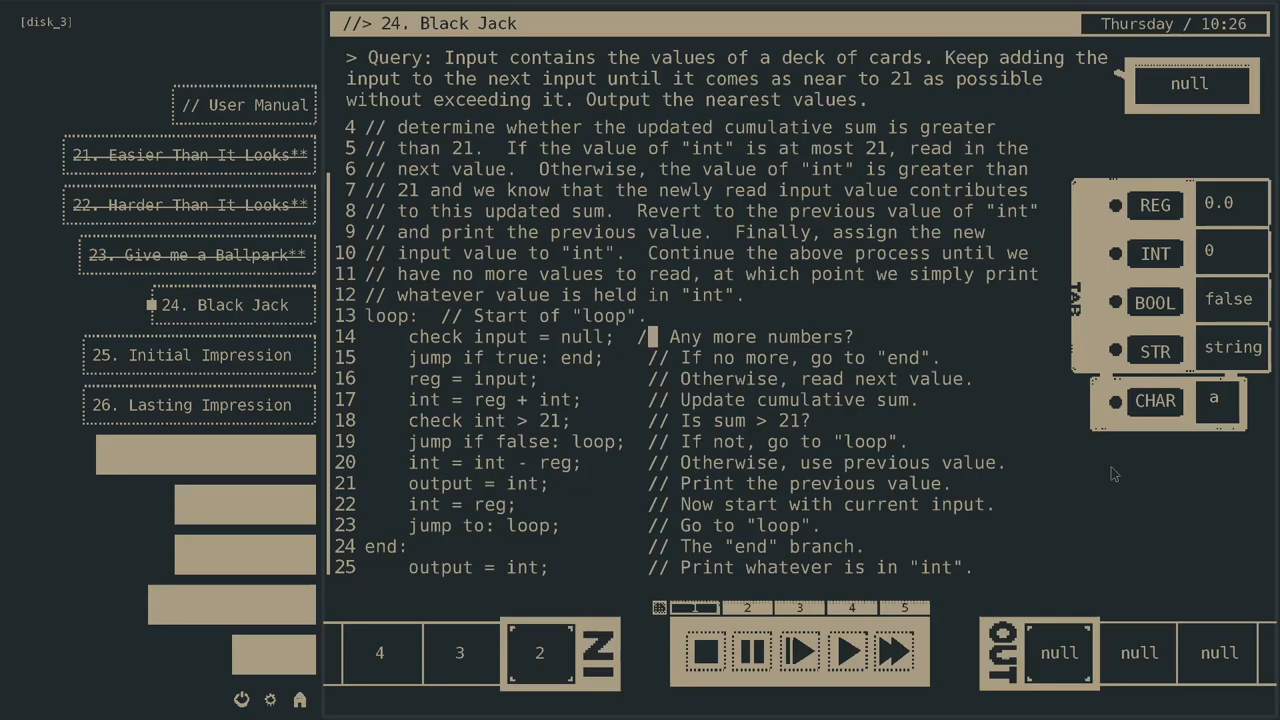 [disk_3]
//> 24. Black Jack
Thursday / 10:26
> Query: Input contains the values of a deck of cards. Keep adding the
input to the next input until it comes as near to 21 as possible
without exceeding it. Output the nearest values.
null
// User Manual
21. Easier Than It Looks**
22. Harder Than It Looks**
23. Give me a Ballpark**
24. Black Jack
25. Initial Impression
26. Lasting Impression
4 // determine whether the updated cumulative sum is greater
5 // than 21.  If the value of "int" is at most 21, read in the
6 // next value.  Otherwise, the value of "int" is greater than
7 // 21 and we know that the newly read input value contributes
8 // to this updated sum.  Revert to the previous value of "int"
9 // and print the previous value.  Finally, assign the new
10 // input value to "int".  Continue the above process until we
11 // have no more values to read, at which point we simply print
12 // whatever value is held in "int".
13 loop:  // Start of "loop".
14     check input = null;  / Any more numbers?
15     jump if true: end;    // If no more, go to "end".
16     reg = input;          // Otherwise, read next value.
17     int = reg + int;      // Update cumulative sum.
18     check int > 21;       // Is sum > 21?
19     jump if false: loop;  // If not, go to "loop".
20     int = int - reg;      // Otherwise, use previous value.
21     output = int;         // Print the previous value.
22     int = reg;            // Now start with current input.
23     jump to: loop;        // Go to "loop".
24 end:                      // The "end" branch.
25     output = int;         // Print whatever is in "int".
TAB
REG 0.0
INT 0
BOOL false
STR string
CHAR a
1 2 3 4 5
4 3 2 IN
OUT null null null